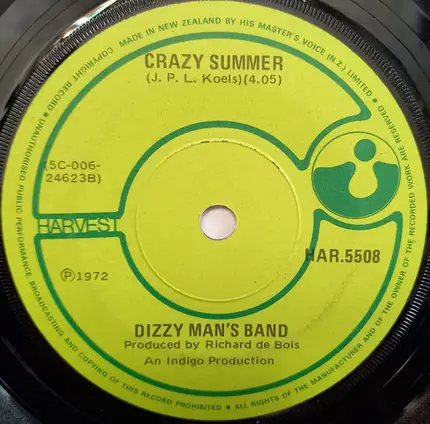 MADE IN NEW ZEALAND BY HIS MASTER'S VOICE (N.Z.) LIMITED • ALL RIGHTS OF THE MANUFACTURER AND OF THE OWNER OF THE RECORDED WORK ARE RESERVED • UNAUTHORISED PUBLIC PERFORMANCE, BROADCASTING AND COPYING OF THIS RECORD PROHIBITED • COPYRIGHT RECORD •
CRAZY SUMMER
(J. P. L. Koels)(4.05)
(5C-006-
24623B)
HARVEST
HAR.5508
Ⓟ1972
DIZZY MAN'S BAND
Produced by Richard de Bois
An Indigo Production